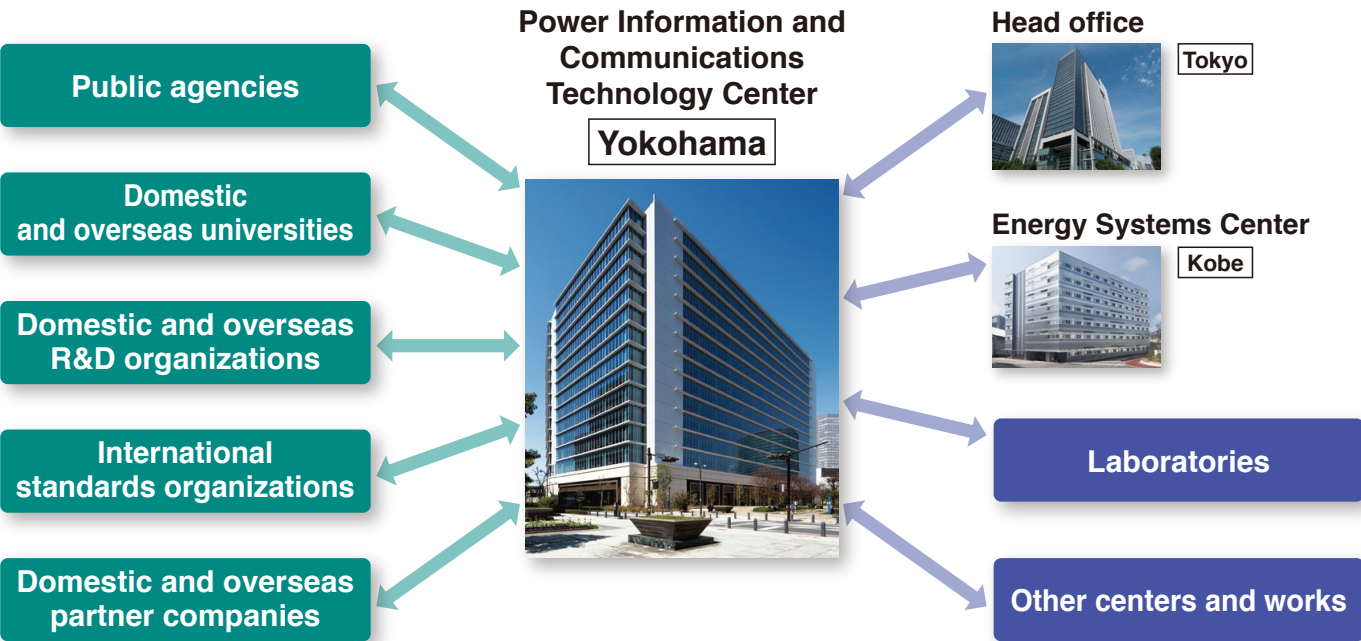 Power Information and
Communications
Technology Center
Yokohama
Public agencies
Domestic
and overseas universities
Domestic and overseas
R&D organizations
International
standards organizations
Domestic and overseas
partner companies
Head office
Tokyo
Energy Systems Center
Kobe
Laboratories
Other centers and works